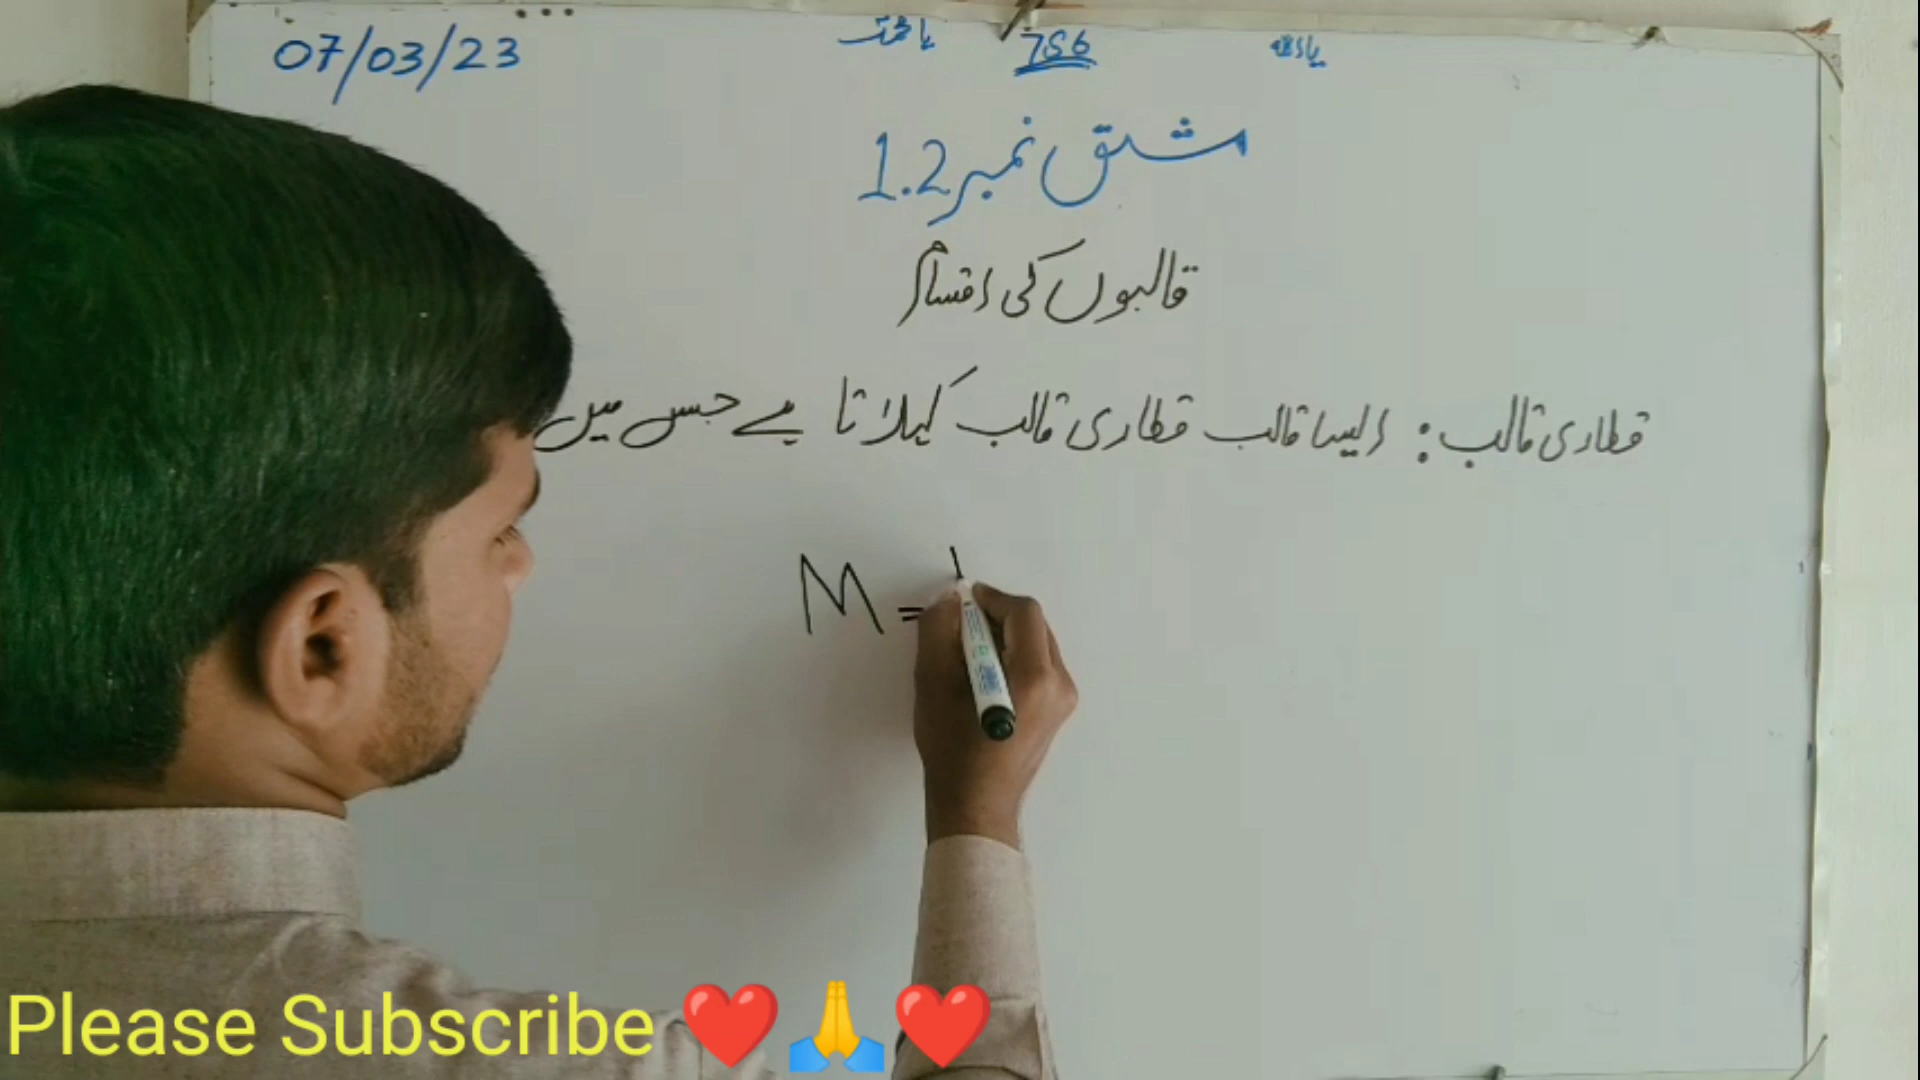 07/03/23 یا محمد 786 یا اللہ
مشق نمبر 1.2
قالبوں کی اقسام
قطاری قالب: ایسا قالب قطاری قالب کہلاتا ہے جس میں
M =
Please Subscribe ❤️🙏❤️